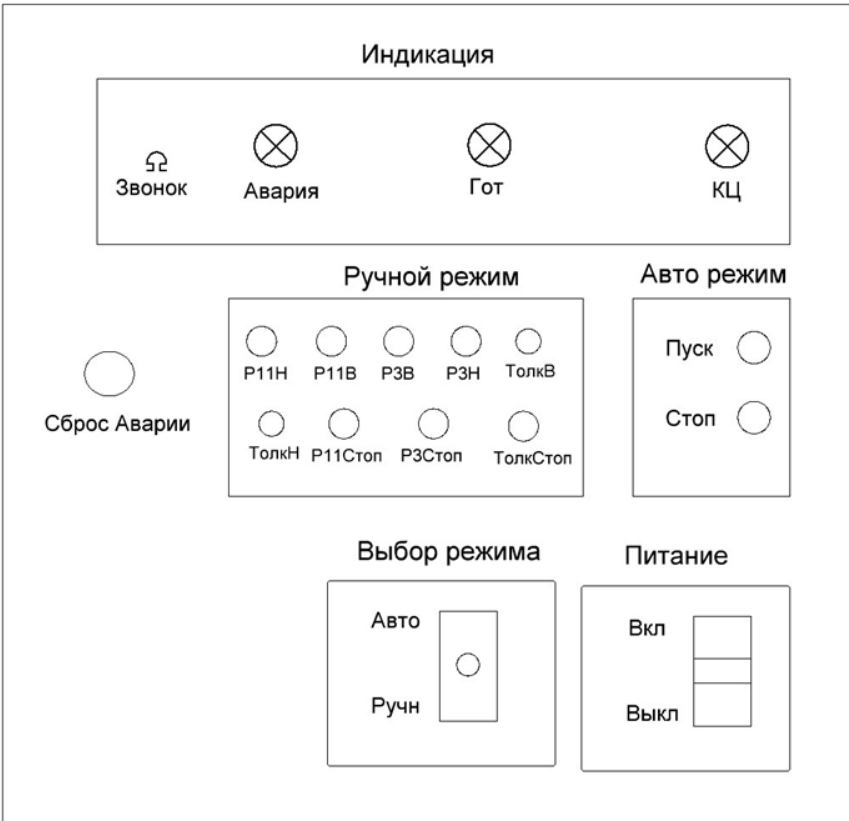 Индикация
Звонок
Авария
Гот
КЦ
Ручной режим
Авто режим
Р11Н
Р11В
Р3В
Р3Н
ТолкВ
Пуск
Сброс Аварии
Стоп
ТолкН
Р11Стоп
Р3Стоп
ТолкСтоп
Выбор режима
Питание
Авто
Вкл
Ручн
Выкл